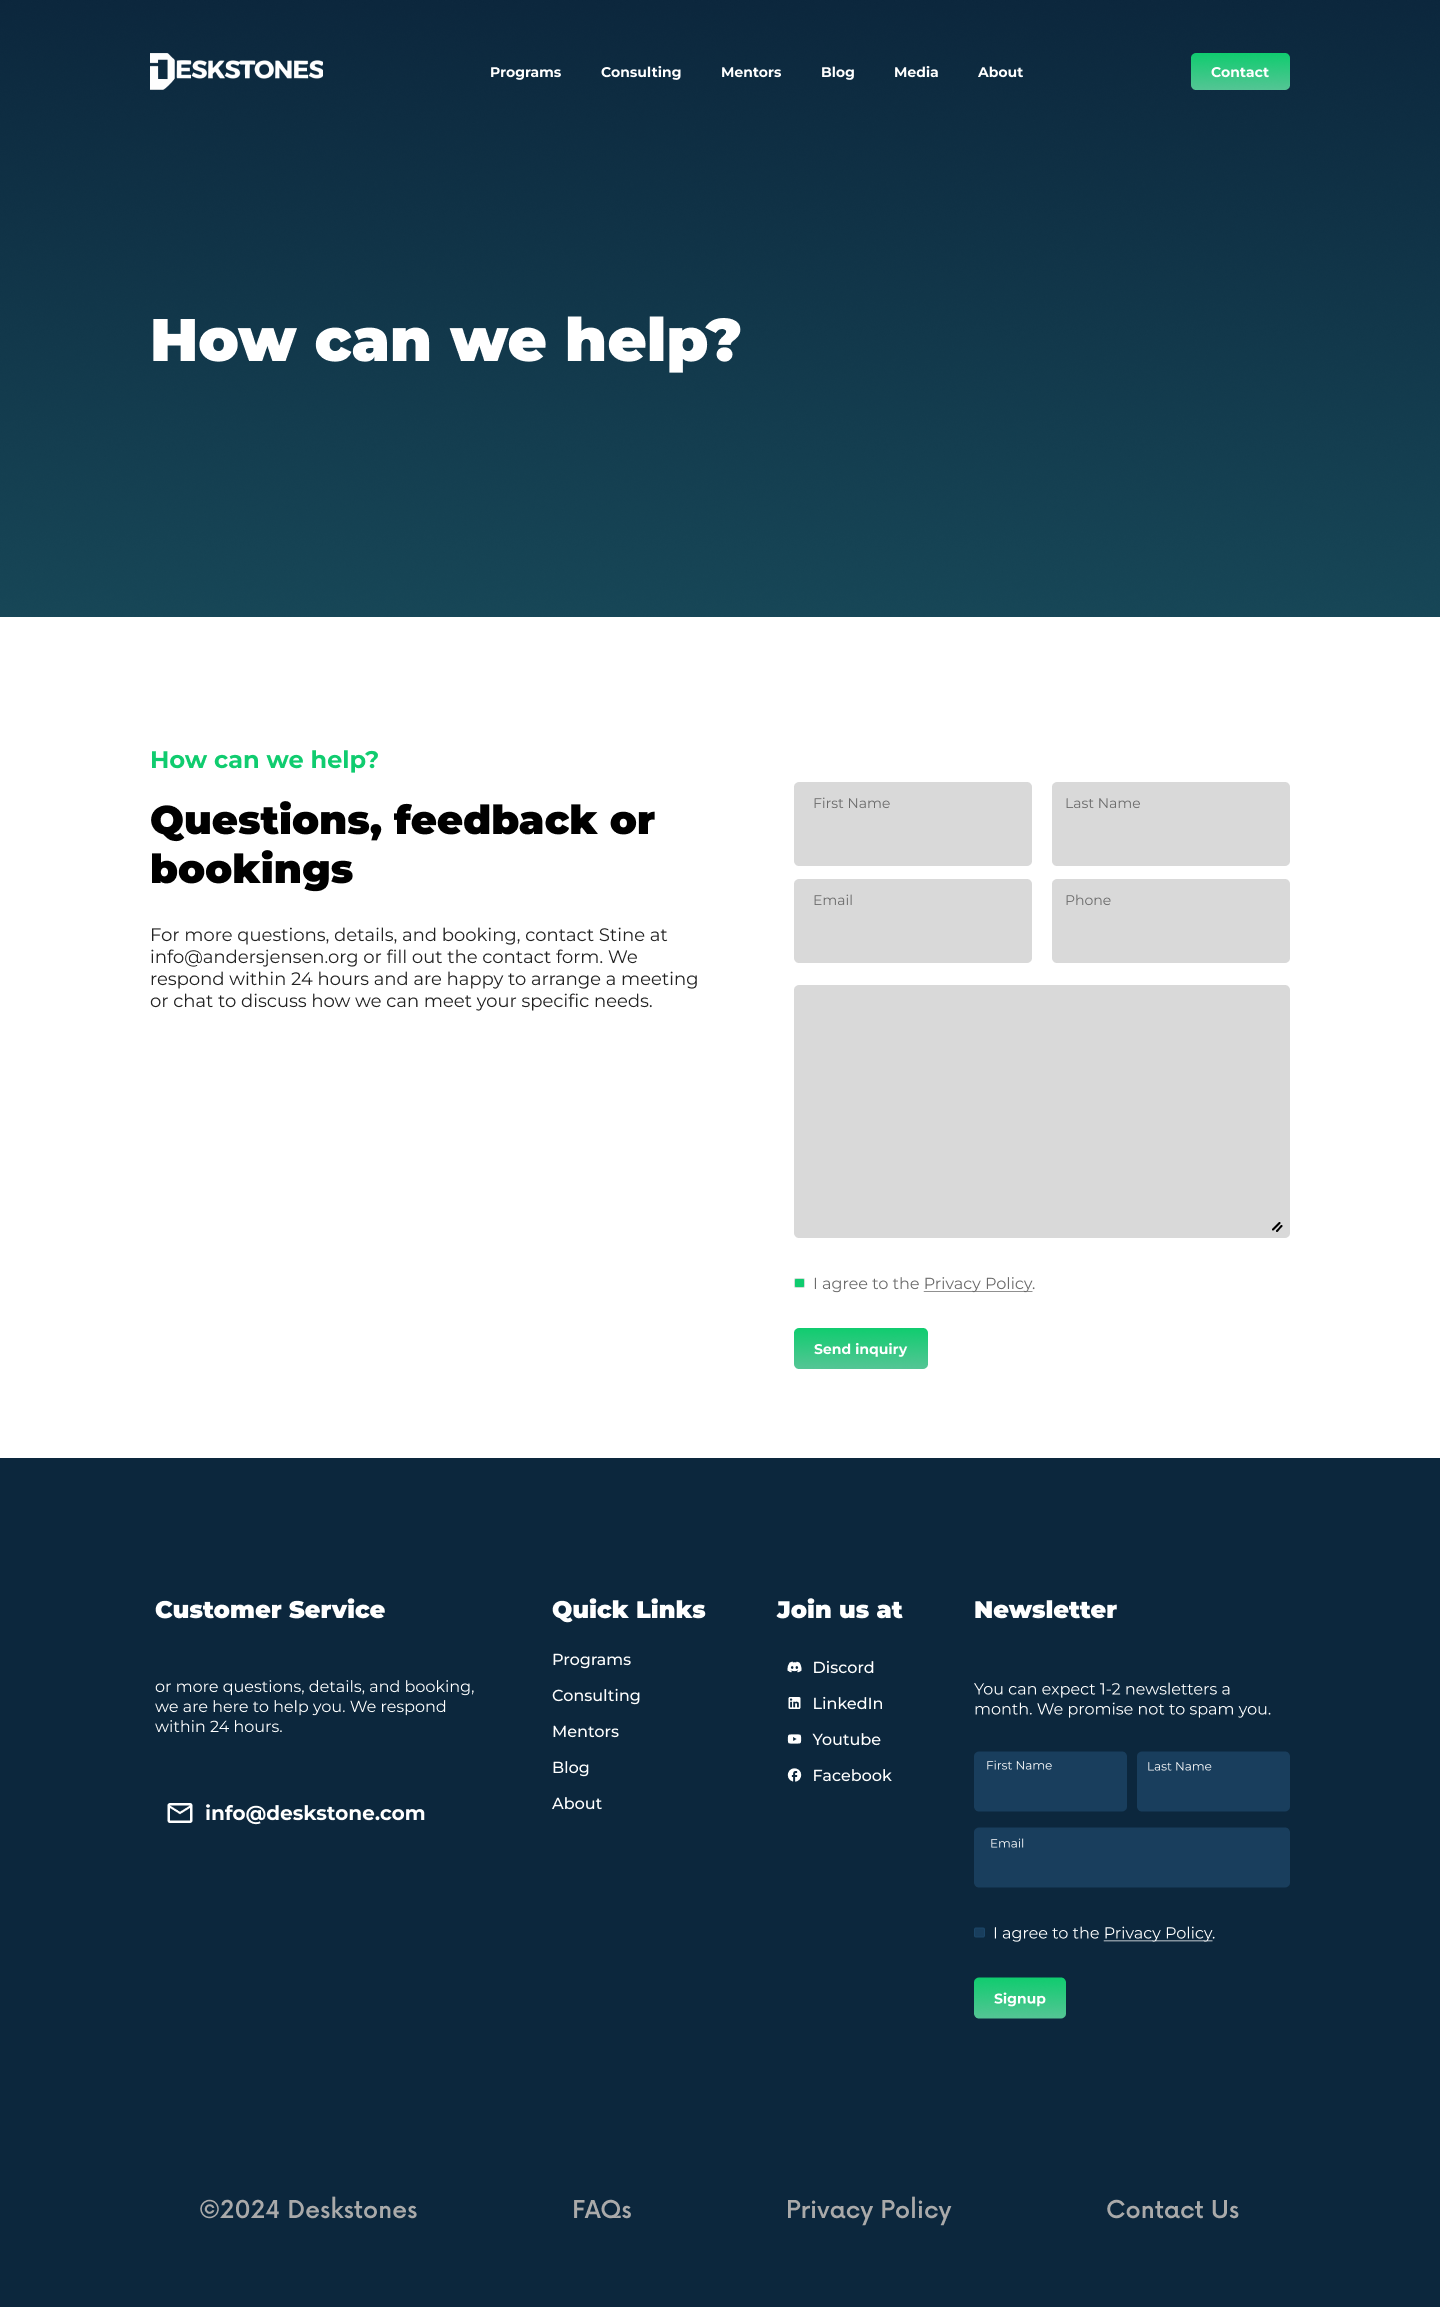 DESKSTONES
Programs Consulting Mentors Blog Media About
Contact
How can we help?
How can we help?
Questions, feedback or
bookings
For more questions, details, and booking, contact Stine at
info@andersjensen.org or fill out the contact form. We
respond within 24 hours and are happy to arrange a meeting
or chat to discuss how we can meet your specific needs.
First Name
Last Name
Email
Phone
I agree to the Privacy Policy.
Send inquiry
Customer Service
or more questions, details, and booking,
we are here to help you. We respond
within 24 hours.
info@deskstone.com
Quick Links
Programs
Consulting
Mentors
Blog
About
Join us at
Discord
LinkedIn
Youtube
Facebook
Newsletter
You can expect 1-2 newsletters a
month. We promise not to spam you.
First Name
Last Name
Email
I agree to the Privacy Policy.
Signup
©2024 Deskstones
FAQs
Privacy Policy
Contact Us